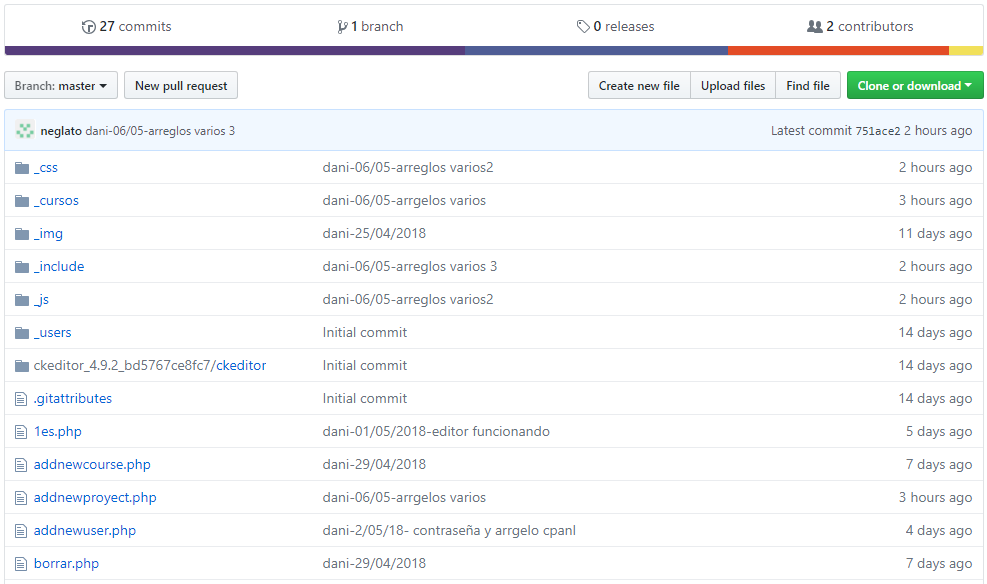 27 commits 1 branch 0 releases 2 contributors
Branch: master New pull request Create new file Upload files Find file Clone or download
neglato dani-06/05-arreglos varios 3 Latest commit 751ace2 2 hours ago
_css dani-06/05-arreglos varios2 2 hours ago
_cursos dani-06/05-arrgelos varios 3 hours ago
_img dani-25/04/2018 11 days ago
_include dani-06/05-arreglos varios 3 2 hours ago
_js dani-06/05-arreglos varios2 2 hours ago
_users Initial commit 14 days ago
ckeditor_4.9.2_bd5767ce8fc7/ckeditor Initial commit 14 days ago
.gitattributes Initial commit 14 days ago
1es.php dani-01/05/2018-editor funcionando 5 days ago
addnewcourse.php dani-29/04/2018 7 days ago
addnewproyect.php dani-06/05-arrgelos varios 3 hours ago
addnewuser.php dani-2/05/18- contraseña y arrgelo cpanl 4 days ago
borrar.php dani-29/04/2018 7 days ago